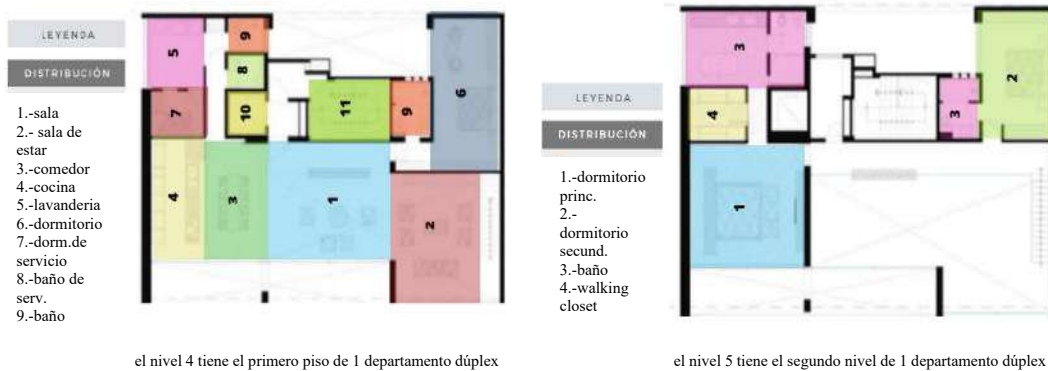 LEYENDA
DISTRIBUCIÓN
1.-sala
2.- sala de
estar
3.-comedor
4.-cocina
5.-lavanderia
6.-dormitorio
7.-dorm.de
servicio
8.-baño de
serv.
9.-baño
5
9
8
7
10
11
9
6
4
3
1
2
el nivel 4 tiene el primero piso de 1 departamento dúplex
LEYENDA
DISTRIBUCIÓN
1.-dormitorio
princ.
2.-
dormitorio
secund.
3.-baño
4.-walking
closet
3
2
4
3
1
el nivel 5 tiene el segundo nivel de 1 departamento dúplex